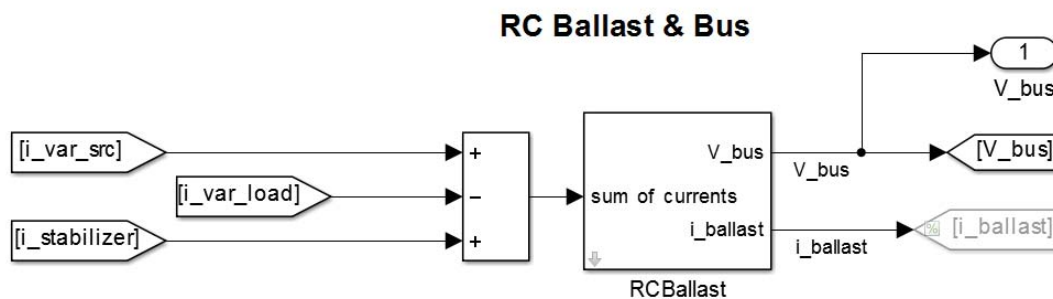 RC Ballast & Bus
1
V_bus
[i_var_src]
+
V_bus
V_bus
[V_bus]
[i_var_load]
−
sum of currents
[i_stabilizer]
+
i_ballast
i_ballast
[i_ballast]
RCBallast